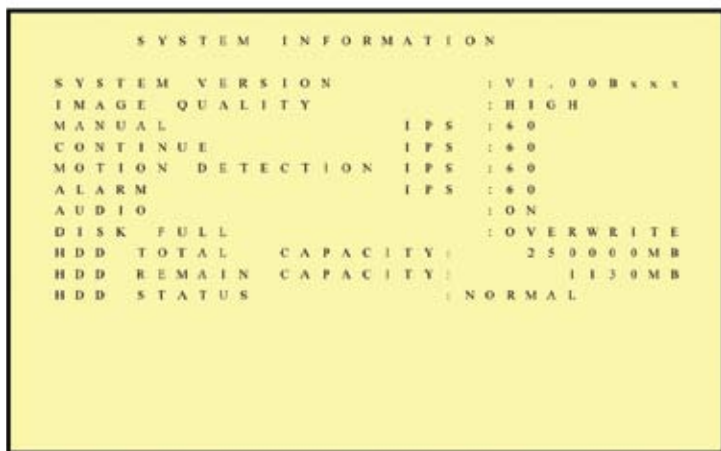 SYSTEM INFORMATION
SYSTEM VERSION :V1.00Bxxx
IMAGE QUALITY :HIGH
MANUAL IPS :60
CONTINUE IPS :60
MOTION DETECTION IPS :60
ALARM IPS :60
AUDIO :ON
DISK FULL :OVERWRITE
HDD TOTAL CAPACITY: 250000MB
HDD REMAIN CAPACITY: 1130MB
HDD STATUS :NORMAL